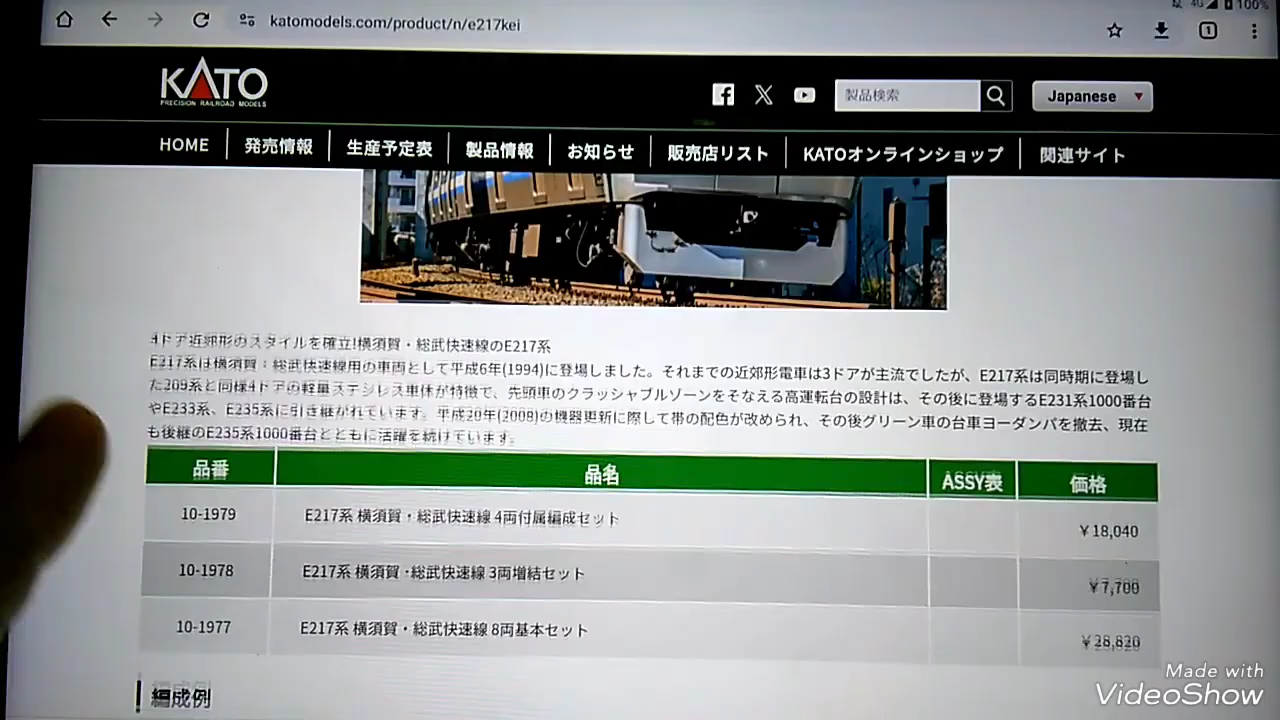 4G 100%
katomodels.com/product/n/e217kei
KATO
PRECISION RAILROAD MODELS
製品検索
Japanese
HOME 発売情報 生産予定表 製品情報 お知らせ 販売店リスト KATOオンラインショップ 関連サイト
4ドア近郊形のスタイルを確立!横須賀・総武快速線のE217系
E217系は横須賀・総武快速線用の車両として平成6年(1994)に登場しました。それまでの近郊形電車は3ドアが主流でしたが、E217系は同時期に登場し
た209系と同様4ドアの軽量ステンレス車体が特徴で、先頭車のクラッシャブルゾーンをそなえる高運転台の設計は、その後に登場するE231系1000番台
やE233系、E235系に引き継がれています。平成20年(2008)の機器更新に際して帯の配色が改められ、その後グリーン車の台車ヨーダンパを撤去、現在
も後継のE235系1000番台とともに活躍を続けています。
品番 品名 ASSY表 価格
10-1979 E217系 横須賀・総武快速線 4両付属編成セット ￥18,040
10-1978 E217系 横須賀・総武快速線 3両増結セット ￥7,700
10-1977 E217系 横須賀・総武快速線 8両基本セット ￥28,820
編成例
Made with
VideoShow